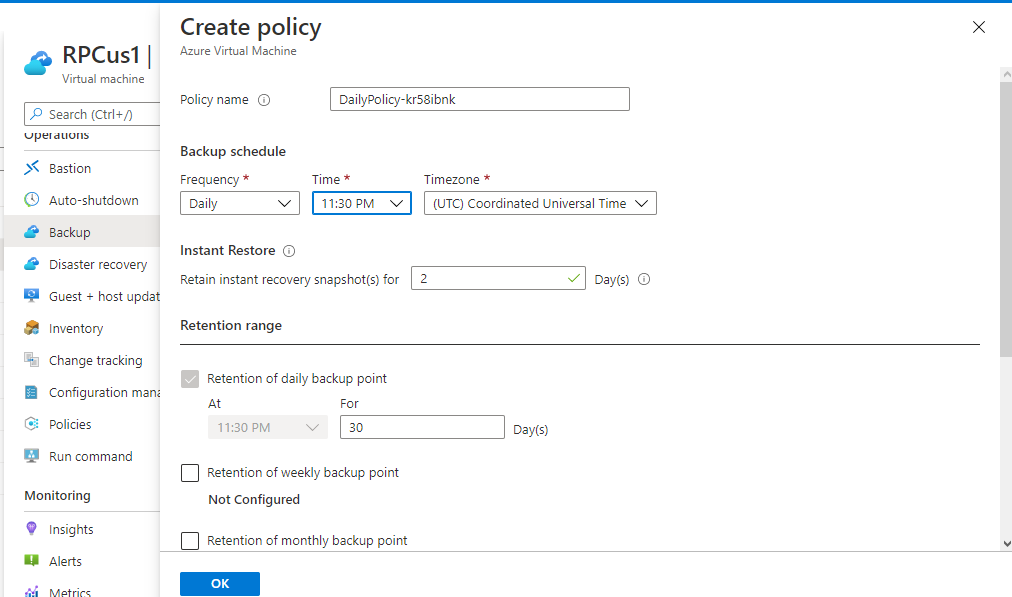 Create policy
Azure Virtual Machine
RPCus1 |
Virtual machine
Search (Ctrl+/)
Operations
Bastion
Auto-shutdown
Backup
Disaster recovery
Guest + host updat
Inventory
Change tracking
Configuration mana
Policies
Run command
Monitoring
Insights
Alerts
Metrics
Policy name
DailyPolicy-kr58ibnk
Backup schedule
Frequency * Time * Timezone *
Daily 11:30 PM (UTC) Coordinated Universal Time
Instant Restore
Retain instant recovery snapshot(s) for 2 Day(s)
Retention range
Retention of daily backup point
At For
11:30 PM 30 Day(s)
Retention of weekly backup point
Not Configured
Retention of monthly backup point
OK